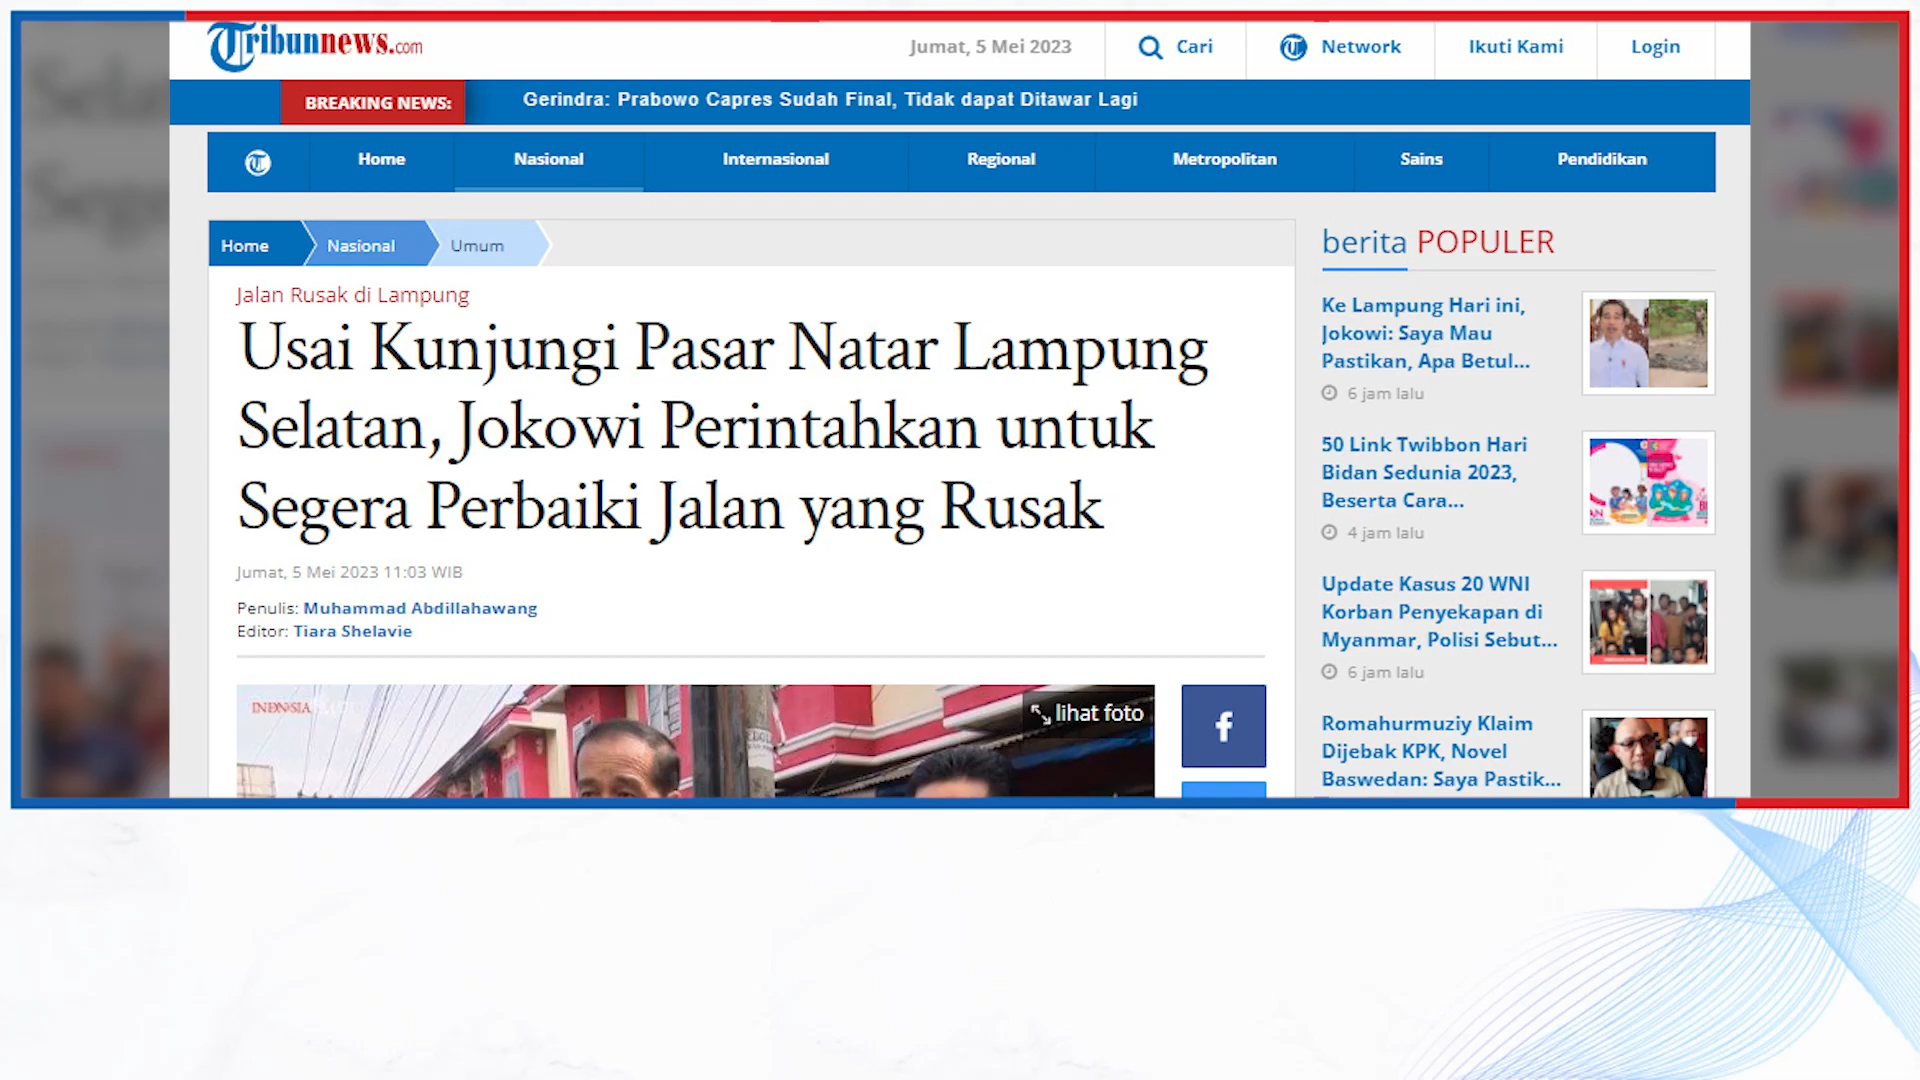 Tribunnews.com
Jumat, 5 Mei 2023
Cari
Network
Ikuti Kami
Login
BREAKING NEWS:
Gerindra: Prabowo Capres Sudah Final, Tidak dapat Ditawar Lagi
Home
Nasional
Internasional
Regional
Metropolitan
Sains
Pendidikan
Home
Nasional
Umum
Jalan Rusak di Lampung
Usai Kunjungi Pasar Natar Lampung
Selatan, Jokowi Perintahkan untuk
Segera Perbaiki Jalan yang Rusak
Jumat, 5 Mei 2023 11:03 WIB
Penulis: Muhammad Abdillahawang
Editor: Tiara Shelavie
lihat foto
berita POPULER
Ke Lampung Hari ini,
Jokowi: Saya Mau
Pastikan, Apa Betul...
6 jam lalu
50 Link Twibbon Hari
Bidan Sedunia 2023,
Beserta Cara...
4 jam lalu
Update Kasus 20 WNI
Korban Penyekapan di
Myanmar, Polisi Sebut...
6 jam lalu
Romahurmuziy Klaim
Dijebak KPK, Novel
Baswedan: Saya Pastik...